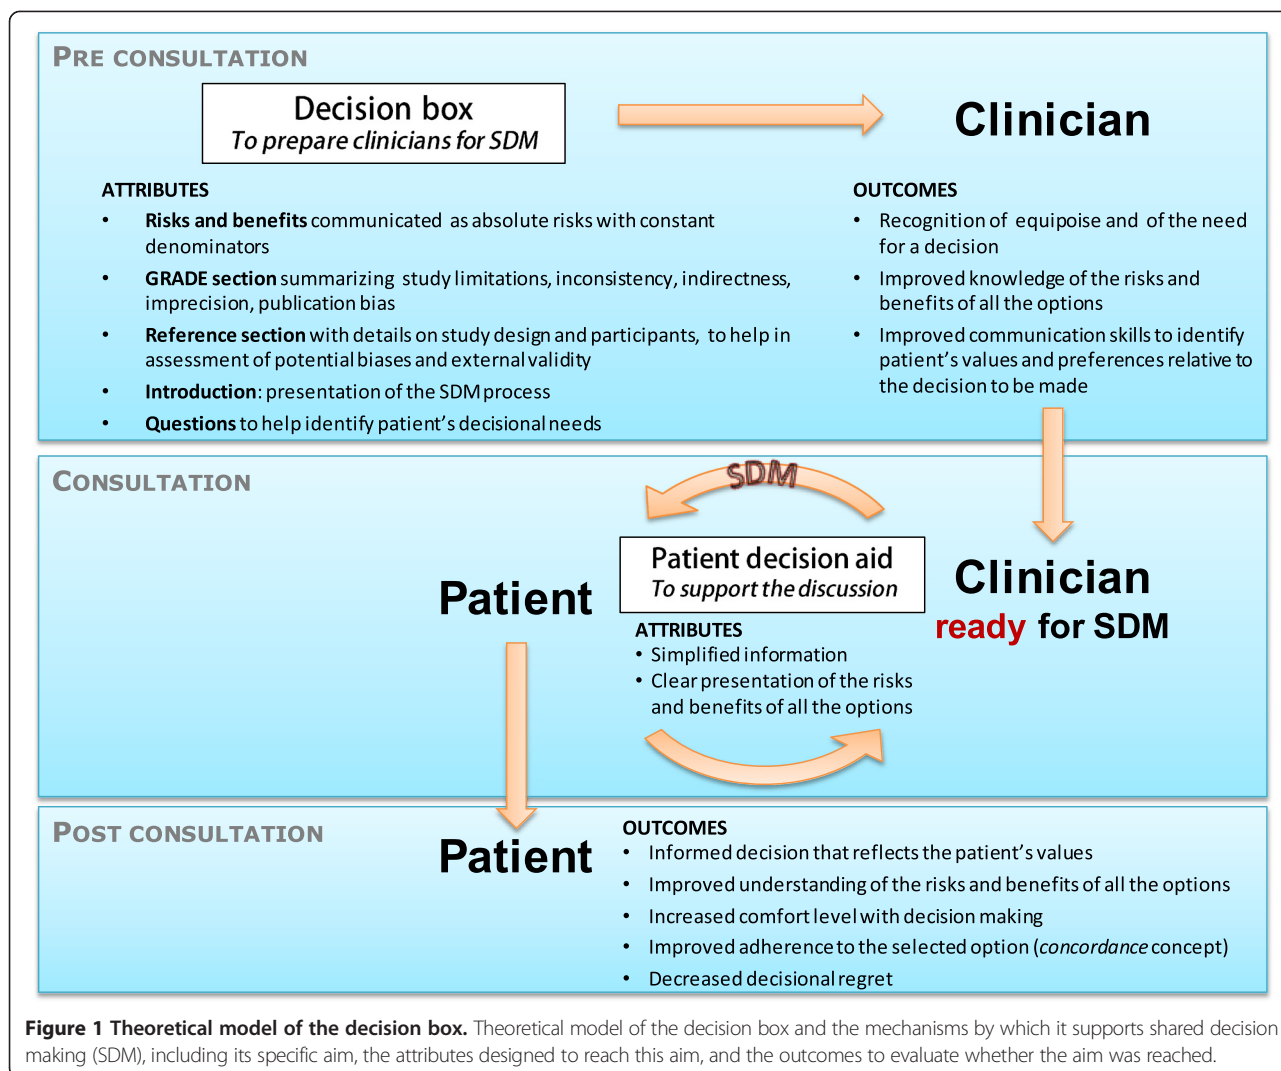 PRE CONSULTATION
Decision box
To prepare clinicians for SDM
Clinician
ATTRIBUTES
• Risks and benefits communicated as absolute risks with constant
denominators
• GRADE section summarizing study limitations, inconsistency, indirectness,
imprecision, publication bias
• Reference section with details on study design and participants, to help in
assessment of potential biases and external validity
• Introduction: presentation of the SDM process
• Questions to help identify patient's decisional needs
OUTCOMES
• Recognition of equipoise and of the need
for a decision
• Improved knowledge of the risks and
benefits of all the options
• Improved communication skills to identify
patient's values and preferences relative to
the decision to be made
CONSULTATION
SDM
Patient
Patient decision aid
To support the discussion
ATTRIBUTES
• Simplified information
• Clear presentation of the risks
and benefits of all the options
Clinician
ready for SDM
POST CONSULTATION
Patient
OUTCOMES
• Informed decision that reflects the patient's values
• Improved understanding of the risks and benefits of all the options
• Increased comfort level with decision making
• Improved adherence to the selected option (concordance concept)
• Decreased decisional regret
Figure 1 Theoretical model of the decision box. Theoretical model of the decision box and the mechanisms by which it supports shared decision
making (SDM), including its specific aim, the attributes designed to reach this aim, and the outcomes to evaluate whether the aim was reached.